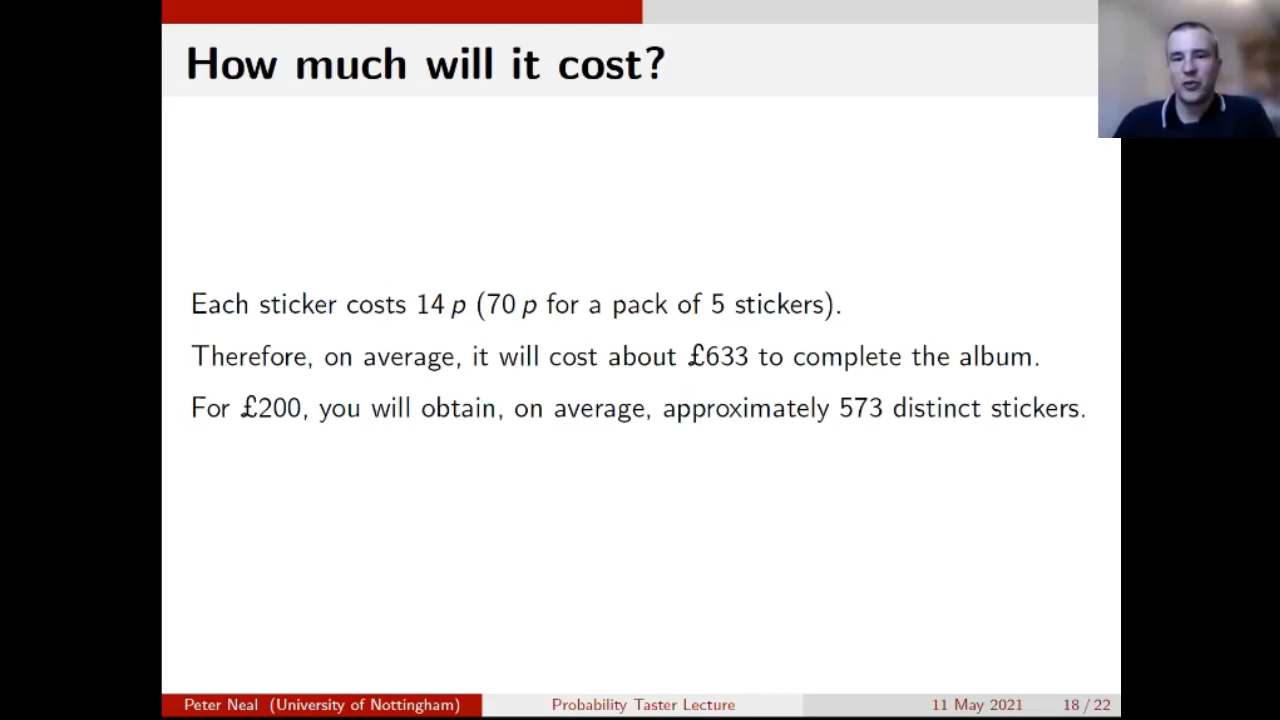 How much will it cost?
Each sticker costs 14 p (70 p for a pack of 5 stickers).
Therefore, on average, it will cost about £633 to complete the album.
For £200, you will obtain, on average, approximately 573 distinct stickers.
Peter Neal (University of Nottingham) Probability Taster Lecture 11 May 2021 18 / 22